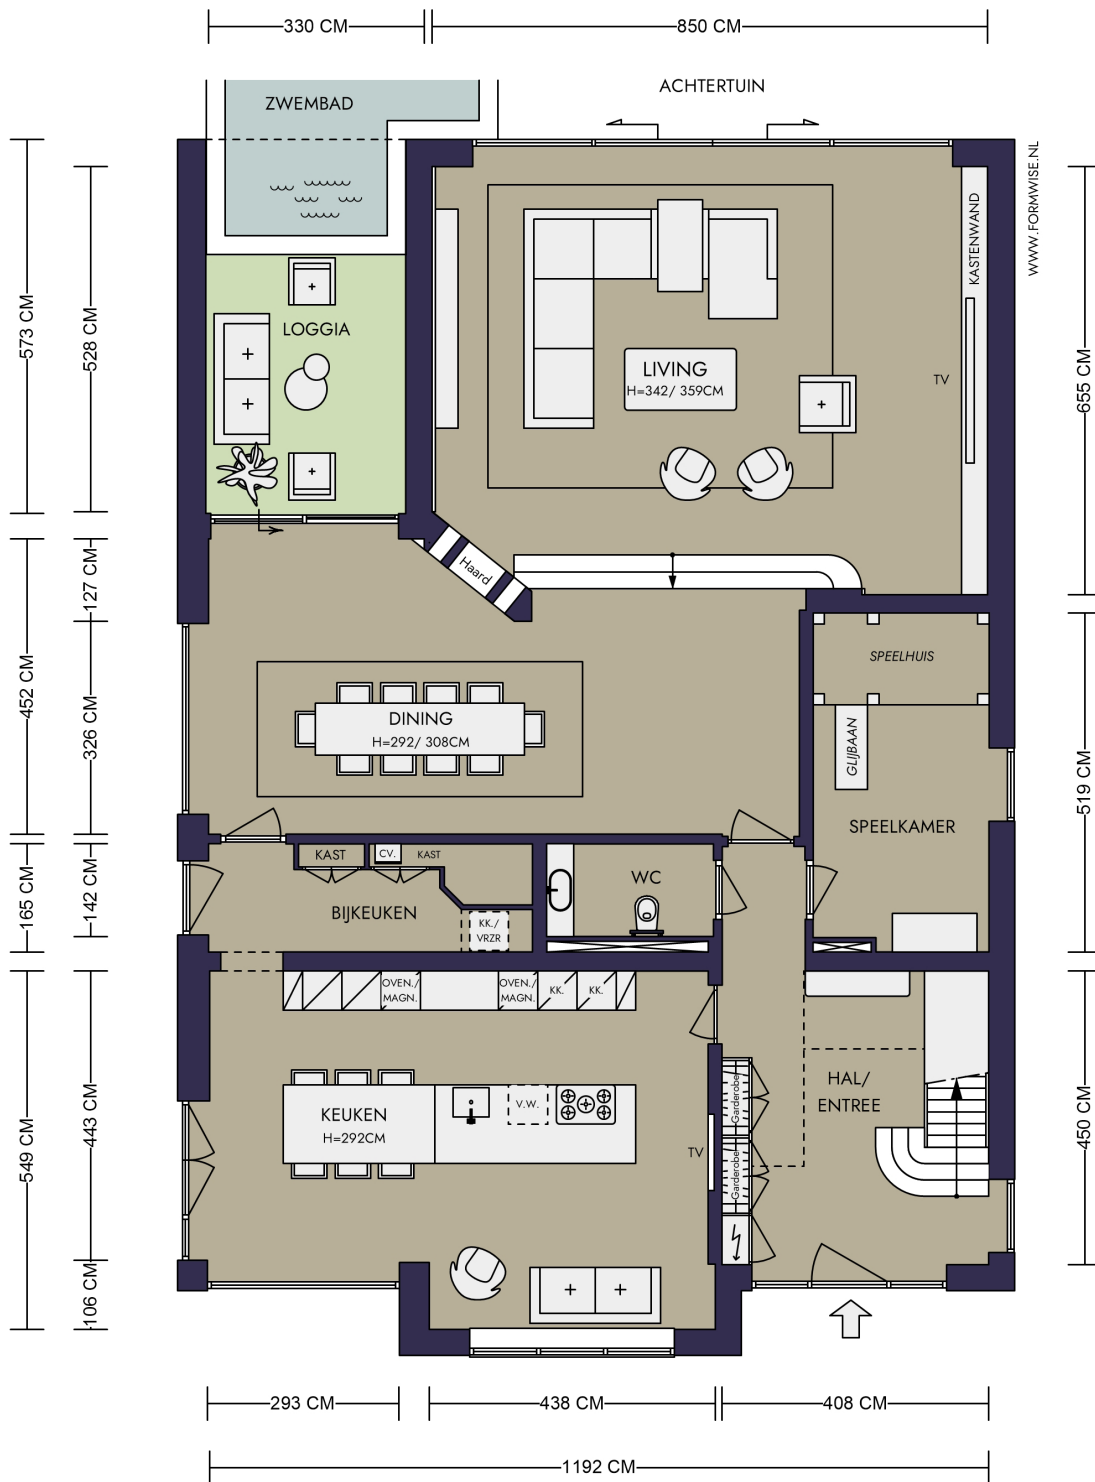 330 CM
850 CM
ACHTERTUIN
ZWEMBAD
WWW.FORMWISE.NL
KASTENWAND
573 CM
528 CM
LOGGIA
LIVING
H=342/ 359CM
TV
655 CM
Haard
127 CM
452 CM
326 CM
SPEELHUIS
GLIJBAAN
DINING
H=292/ 308CM
519 CM
SPEELKAMER
165 CM
142 CM
KAST
CV.
KAST
WC
BIJKEUKEN
KK./
VRZR
OVEN./
MAGN.
OVEN./
MAGN.
KK.
KK.
HAL/
ENTREE
Garderobe
Garderobe
KEUKEN
H=292CM
V.W.
TV
549 CM
443 CM
450 CM
106 CM
293 CM
438 CM
408 CM
1192 CM